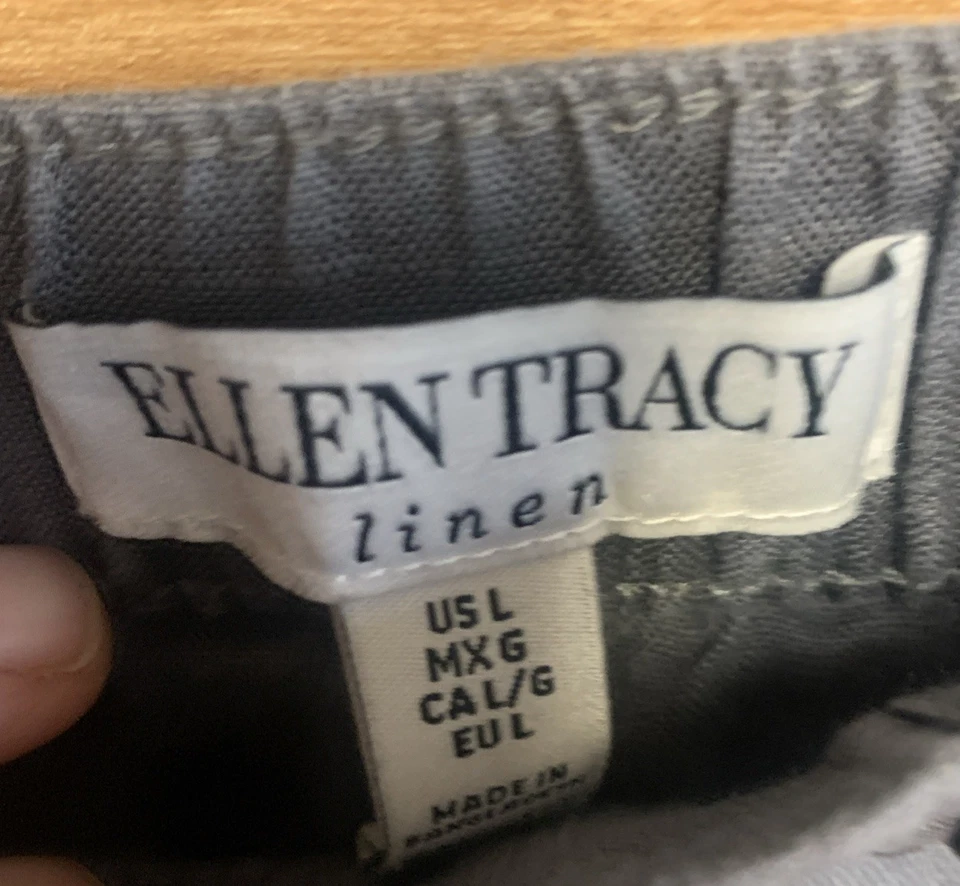 ELLEN TRACY
linen
US L
MX G
CA L/G
EU L
MADE IN